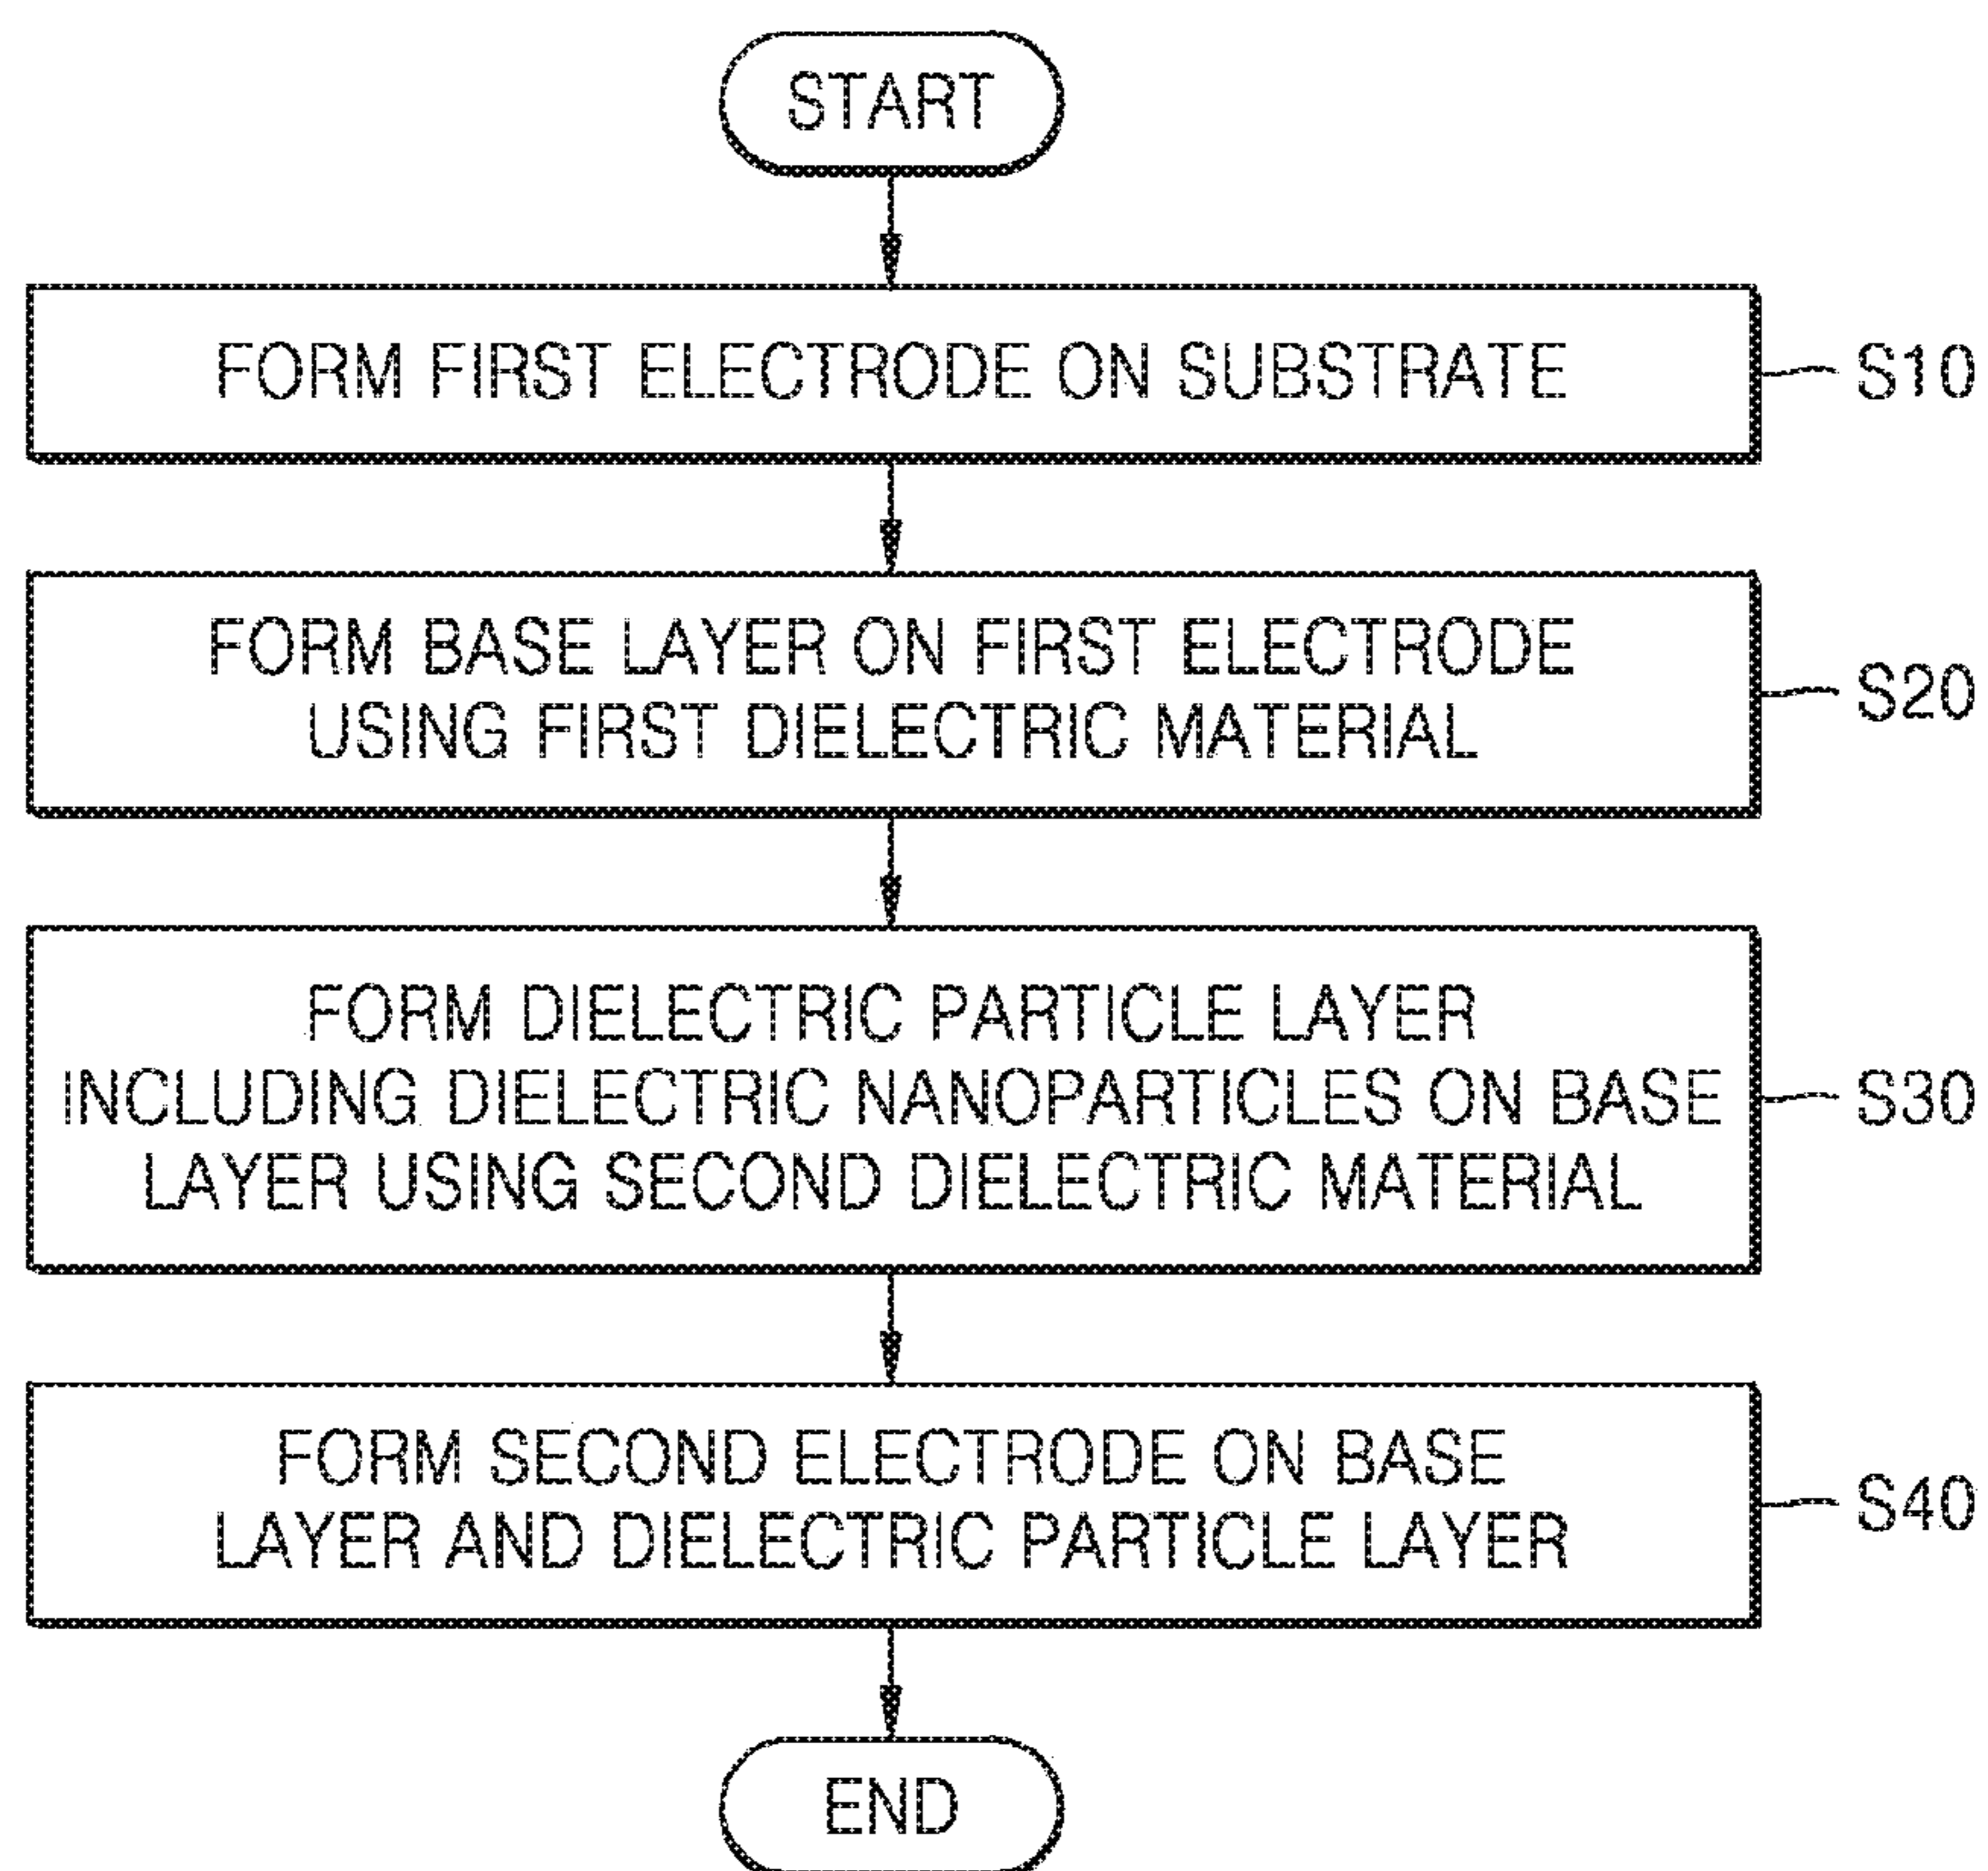 START
FORM FIRST ELECTRODE ON SUBSTRATE
S10
FORM BASE LAYER ON FIRST ELECTRODE
USING FIRST DIELECTRIC MATERIAL
S20
FORM DIELECTRIC PARTICLE LAYER
INCLUDING DIELECTRIC NANOPARTICLES ON BASE
LAYER USING SECOND DIELECTRIC MATERIAL
S30
FORM SECOND ELECTRODE ON BASE
LAYER AND DIELECTRIC PARTICLE LAYER
S40
END